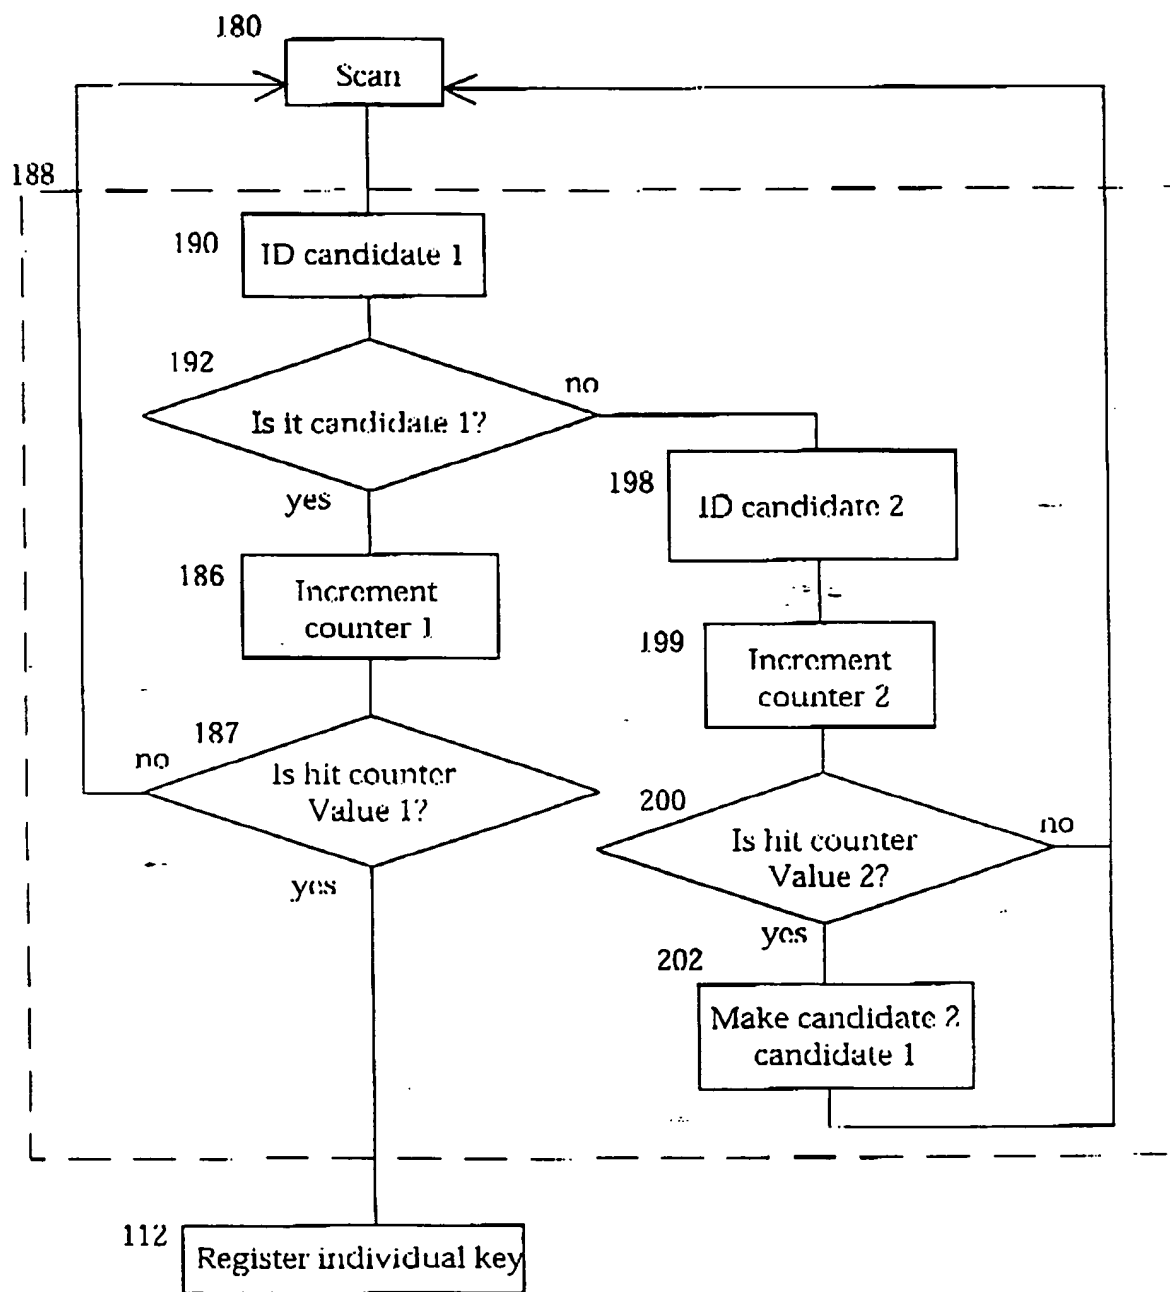 180
Scan
188
190
ID candidate 1
192
no
Is it candidate 1?
yes
198
ID candidate 2
186
Increment
counter 1
199
Increment
counter 2
187
no
Is hit counter
Value 1?
yes
200
no
Is hit counter
Value 2?
yes
202
Make candidate 2
candidate 1
112
Register individual key